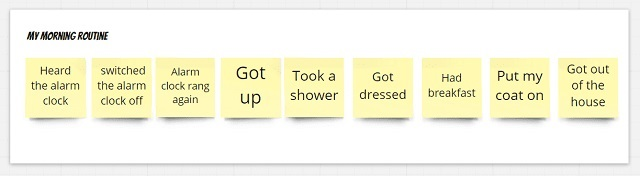 MY MORNING ROUTINE
Heard
the alarm
clock
switched
the alarm
clock off
Alarm
clock rang
again
Got
up
Took a
shower
Got
dressed
Had
breakfast
Put my
coat on
Got out
of the
house